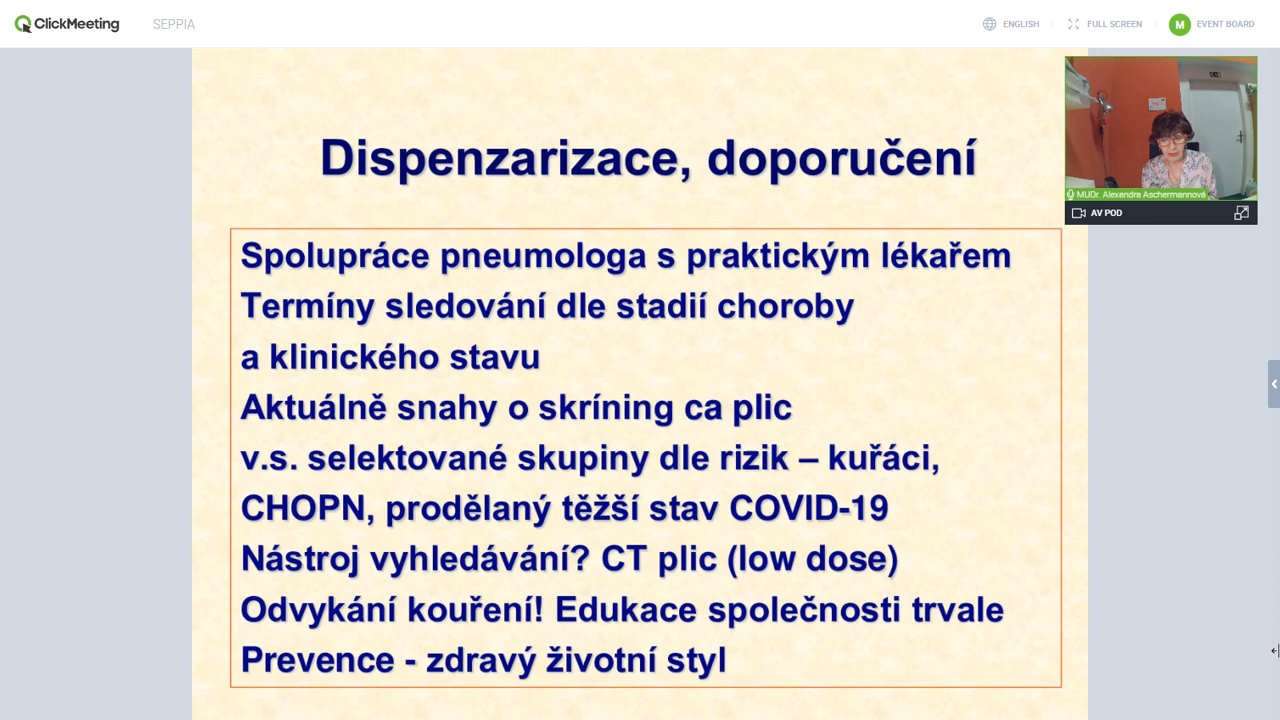 ClickMeeting
SEPPIA
ENGLISH
FULL SCREEN
M
EVENT BOARD
MUDr. Alexandra Aschermannová
AV POD
Dispenzarizace, doporučení
Spolupráce pneumologa s praktickým lékařem
Termíny sledování dle stadií choroby
a klinického stavu
Aktuálně snahy o skríning ca plic
v.s. selektované skupiny dle rizik – kuřáci,
CHOPN, prodělaný těžší stav COVID-19
Nástroj vyhledávání? CT plic (low dose)
Odvykání kouření! Edukace společnosti trvale
Prevence - zdravý životní styl